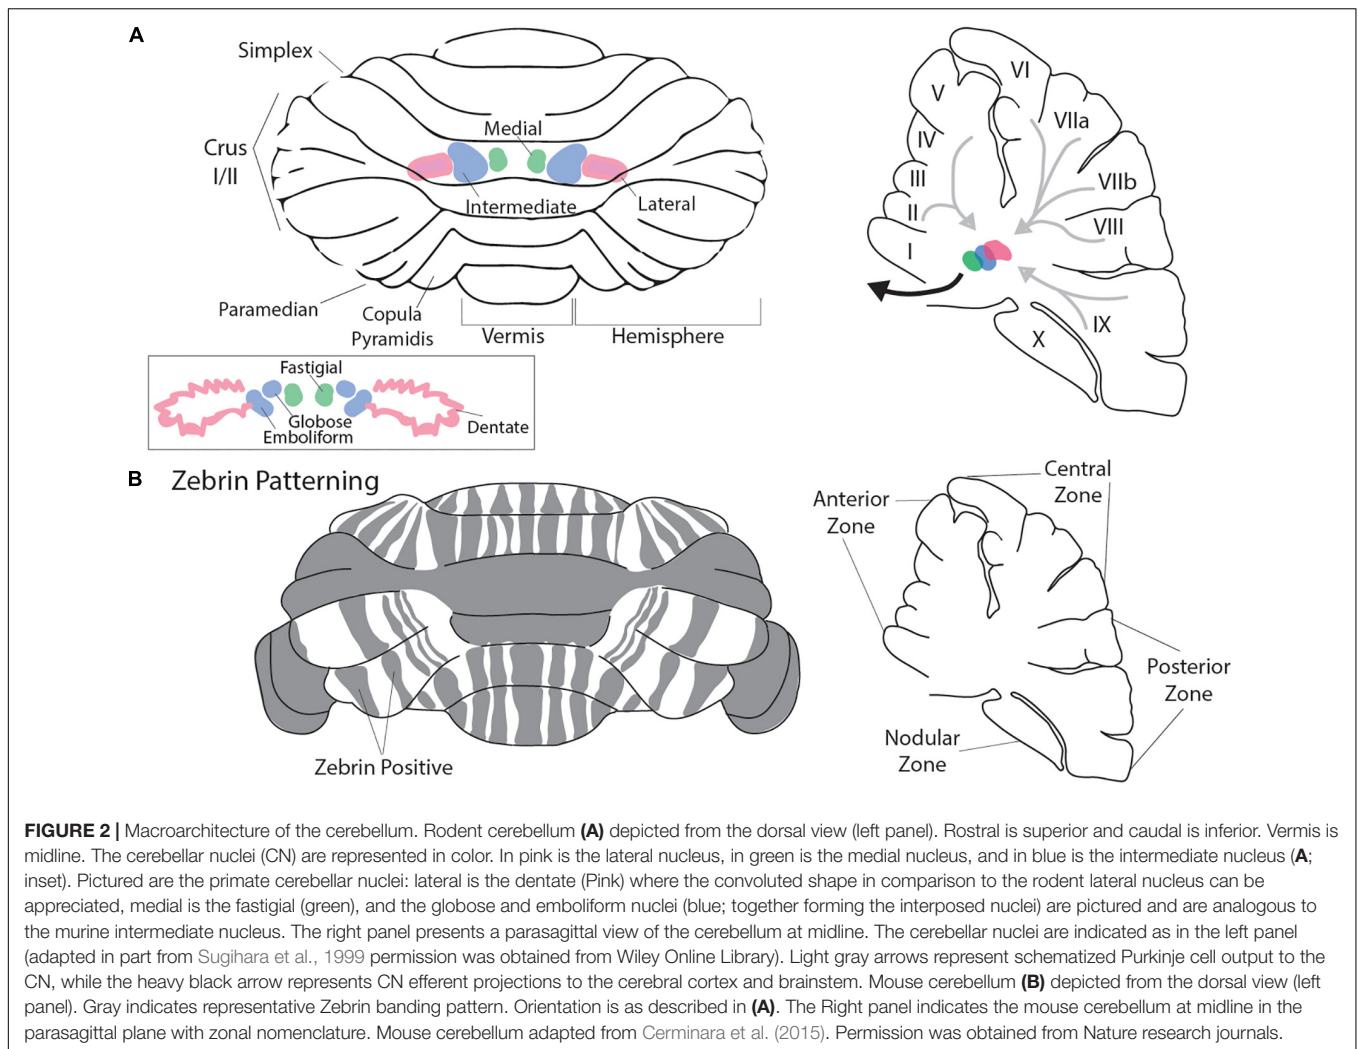 A
Simplex
Crus
I/II
Medial
Intermediate
Lateral
Paramedian
Copula
Pyramidis
Vermis
Hemisphere
Fastigial
Globose
Emboliform
Dentate
VI
V
VIIa
IV
III
VIIb
II
VIII
I
IX
X
B
Zebrin Patterning
Zebrin Positive
Central
Zone
Anterior
Zone
Posterior
Zone
Nodular
Zone
FIGURE 2 | Macroarchitecture of the cerebellum. Rodent cerebellum (A) depicted from the dorsal view (left panel). Rostral is superior and caudal is inferior. Vermis is
midline. The cerebellar nuclei (CN) are represented in color. In pink is the lateral nucleus, in green is the medial nucleus, and in blue is the intermediate nucleus (A;
inset). Pictured are the primate cerebellar nuclei: lateral is the dentate (Pink) where the convoluted shape in comparison to the rodent lateral nucleus can be
appreciated, medial is the fastigial (green), and the globose and emboliform nuclei (blue; together forming the interposed nuclei) are pictured and are analogous to
the murine intermediate nucleus. The right panel presents a parasagittal view of the cerebellum at midline. The cerebellar nuclei are indicated as in the left panel
(adapted in part from Sugihara et al., 1999 permission was obtained from Wiley Online Library). Light gray arrows represent schematized Purkinje cell output to the
CN, while the heavy black arrow represents CN efferent projections to the cerebral cortex and brainstem. Mouse cerebellum (B) depicted from the dorsal view (left
panel). Gray indicates representative Zebrin banding pattern. Orientation is as described in (A). The Right panel indicates the mouse cerebellum at midline in the
parasagittal plane with zonal nomenclature. Mouse cerebellum adapted from Cerminara et al. (2015). Permission was obtained from Nature research journals.